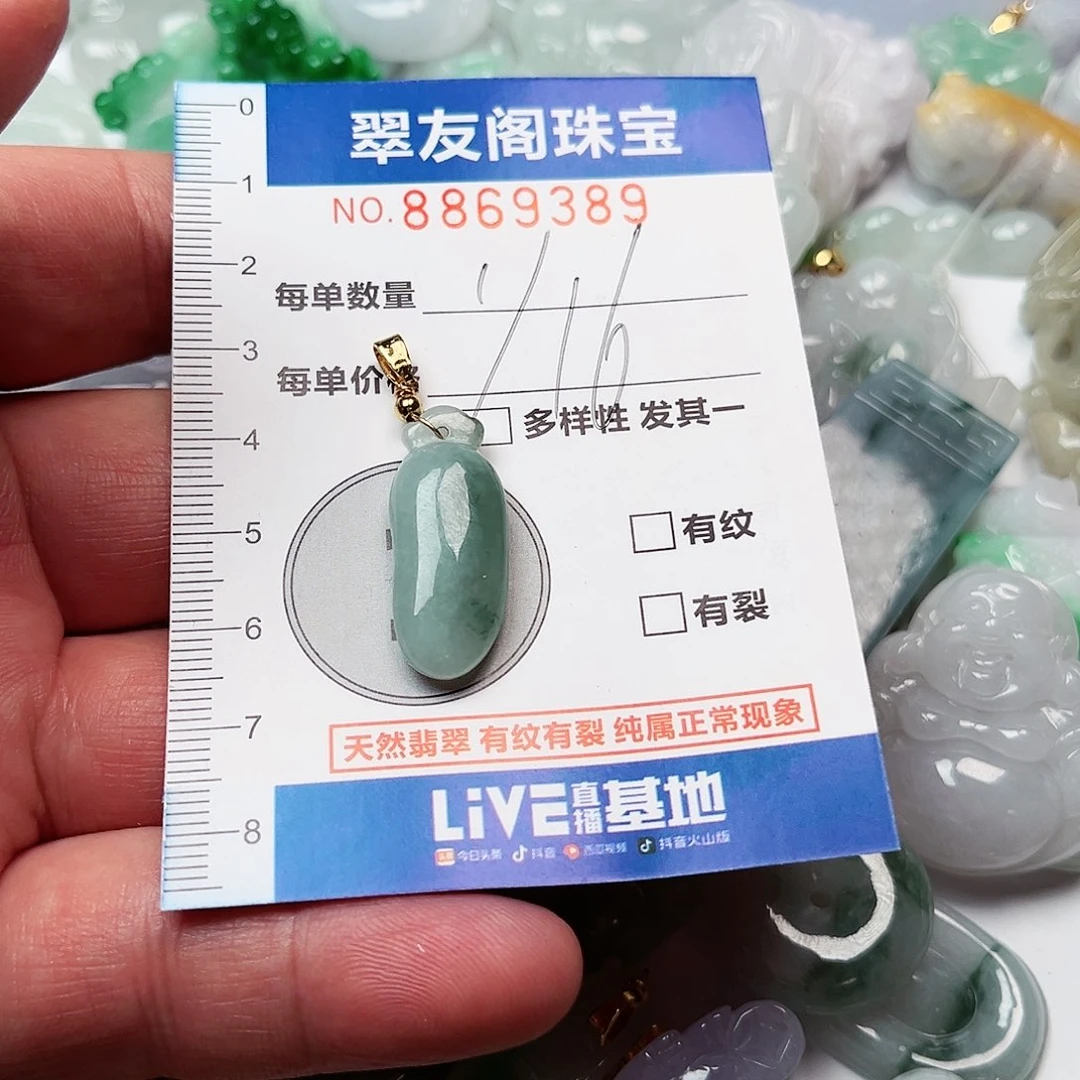 0
翠友阁珠宝
1
NO.8869389
2
每单数量
3
每单价格
1/16
4
多样性 发其一
5
有纹
6
有裂
7
天然翡翠 有纹有裂 纯属正常现象
8
LiVE直播基地
今日头条 抖音 西瓜视频 抖音火山版